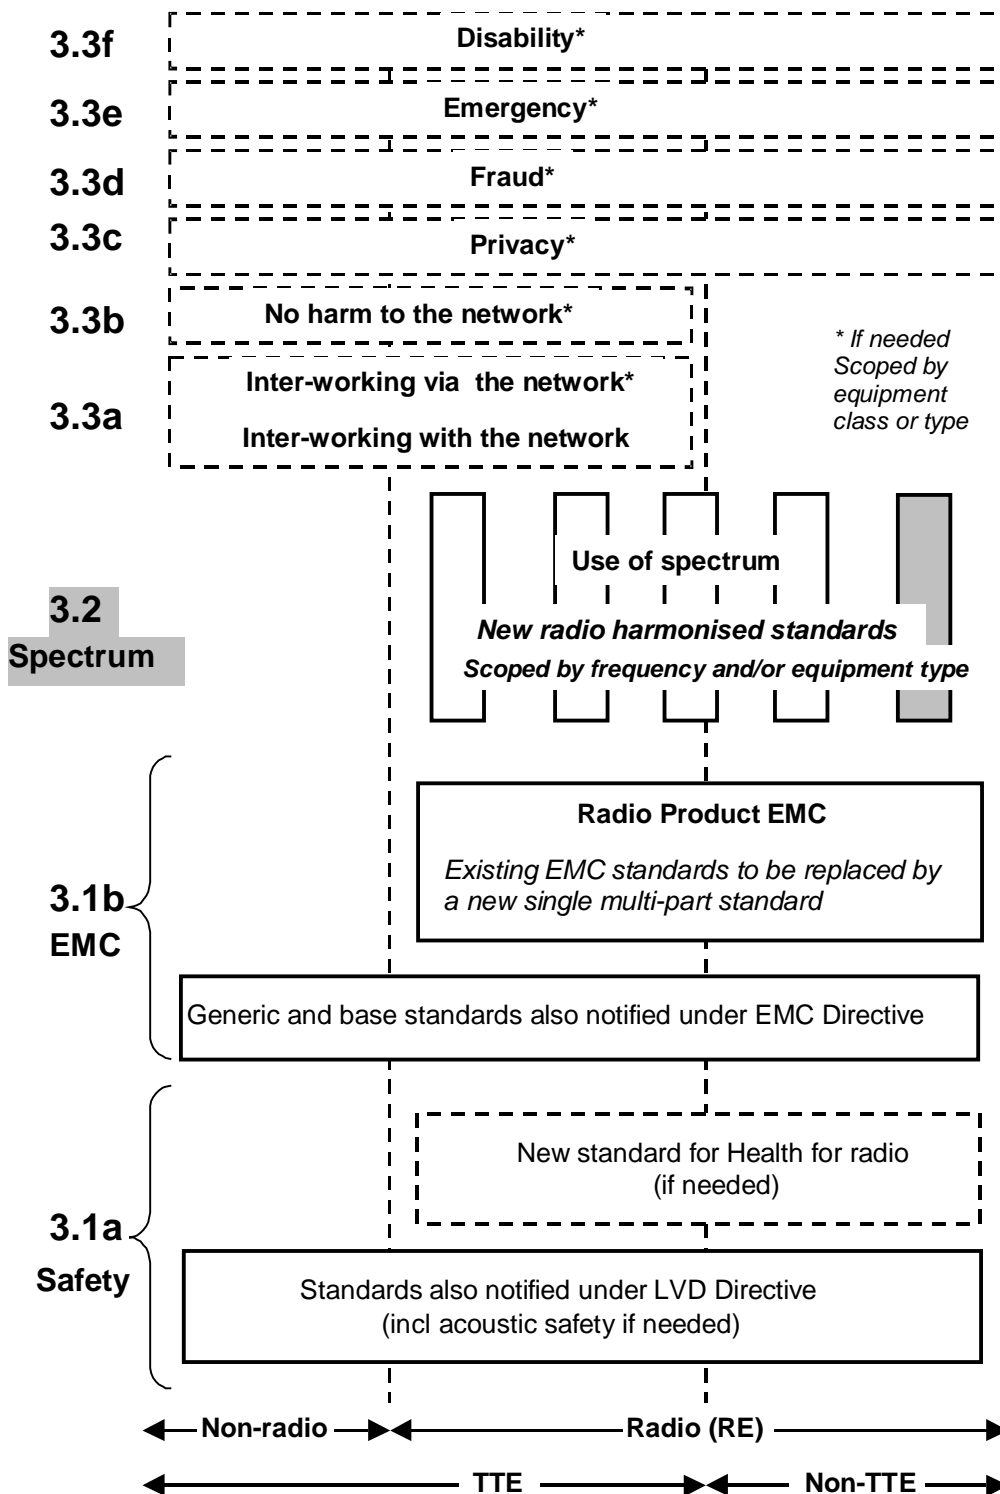 3.3f
Disability*
3.3e
Emergency*
3.3d
Fraud*
3.3c
Privacy*
3.3b
No harm to the network*
* If needed
Scoped by
equipment
class or type
3.3a
Inter-working via the network*
Inter-working with the network
Use of spectrum
3.2
Spectrum
New radio harmonised standards
Scoped by frequency and/or equipment type
Radio Product EMC
Existing EMC standards to be replaced by
a new single multi-part standard
3.1b
EMC
Generic and base standards also notified under EMC Directive
New standard for Health for radio
(if needed)
3.1a
Safety
Standards also notified under LVD Directive
(incl acoustic safety if needed)
Non-radio
Radio (RE)
TTE
Non-TTE